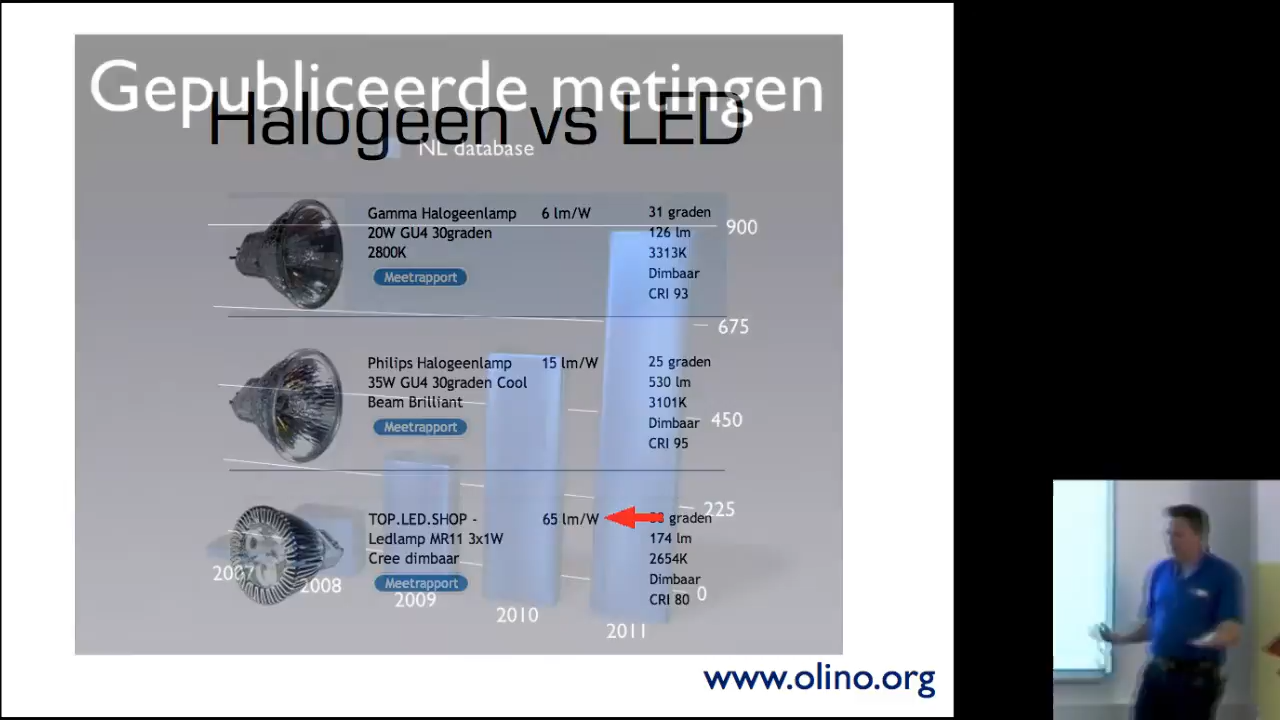 Gepubliceerde metingen
Halogeen vs LED
NL database
Gamma Halogeenlamp 6 lm/W 31 graden
20W GU4 30graden 126 lm
2800K 3313K
Meetrapport Dimbaar
CRI 93
Philips Halogeenlamp 15 lm/W 25 graden
35W GU4 30graden Cool 530 lm
Beam Brilliant 3101K
Meetrapport Dimbaar
CRI 95
TOP.LED.SHOP - 65 lm/W graden
Ledlamp MR11 3x1W 174 lm
Cree dimbaar 2654K
Meetrapport Dimbaar
CRI 80
900
675
450
225
0
2007
2008
2009
2010
2011
www.olino.org